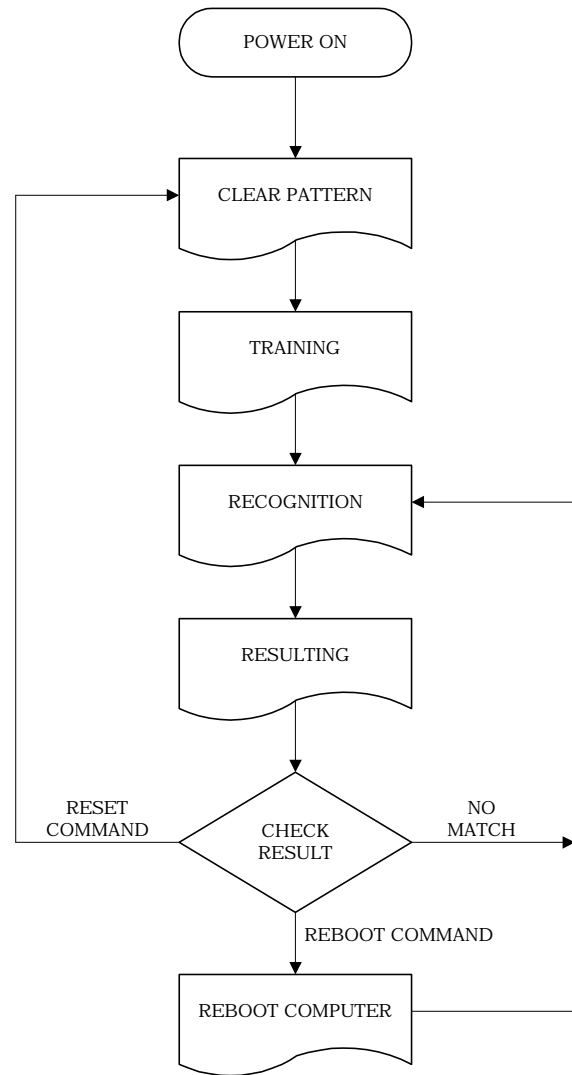 POWER ON
CLEAR PATTERN
TRAINING
RECOGNITION
RESULTING
RESET
COMMAND
CHECK
RESULT
NO
MATCH
REBOOT COMMAND
REBOOT COMPUTER